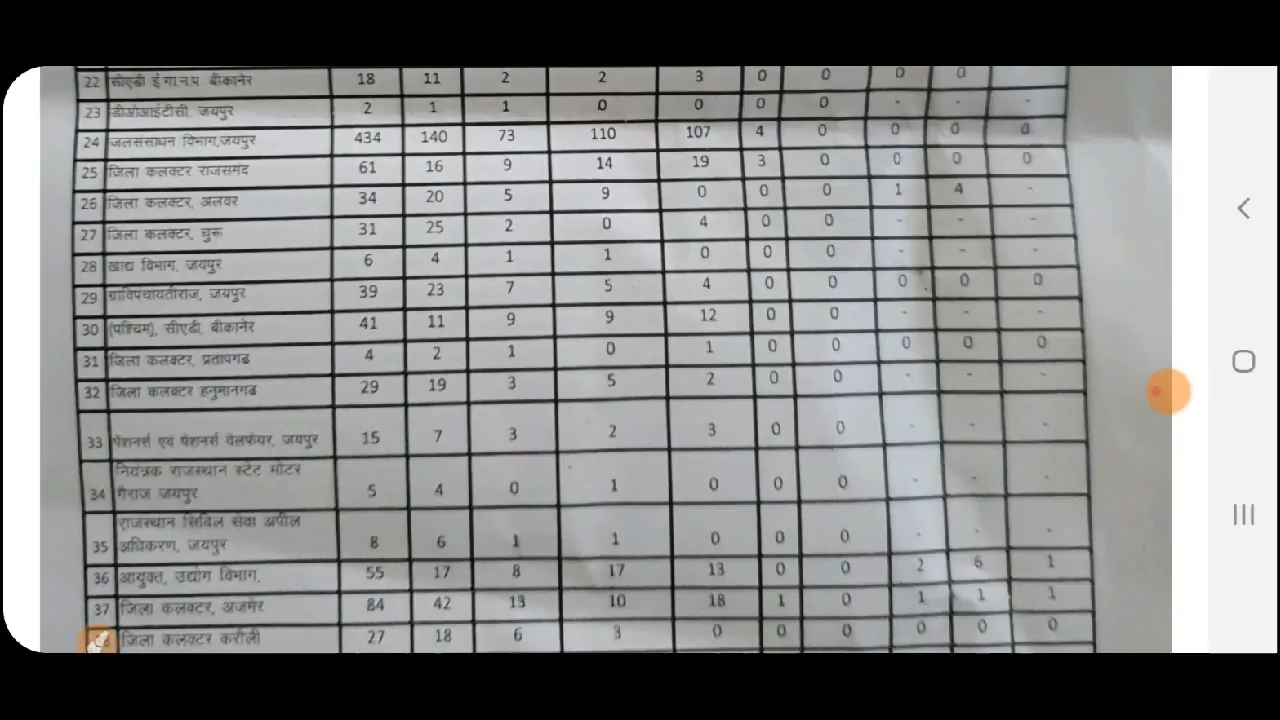 22 सीएडी ई.गा.न.प. बीकानेर 18 11 2 2 3 0 0 0 0 -
23 डीओआईटीसी, जयपुर 2 1 1 0 0 0 0 - - -
24 जलसंसाधन विभाग,जयपुर 434 140 73 110 107 4 0 0 0 0
25 जिला कलक्टर राजसमंद 61 16 9 14 19 3 0 0 0 0
26 जिला कलक्टर, अलवर 34 20 5 9 0 0 0 1 4 -
27 जिला कलक्टर, चुरू 31 25 2 0 4 0 0 - - -
28 खाद्य विभाग, जयपुर 6 4 1 1 0 0 0 - - -
29 ग्राविपंचायतीराज, जयपुर 39 23 7 5 4 0 0 0 0 0
30 (पश्चिम), सीएडी, बीकानेर 41 11 9 9 12 0 0 - - -
31 जिला कलक्टर, प्रतापगढ 4 2 1 0 1 0 0 0 0 0
32 जिला कलक्टर हनुमानगढ 29 19 3 5 2 0 0 - - -
33 पेंशनर्स एवं पेंशनर्स वेलफेयर, जयपुर 15 7 3 2 3 0 0 - - -
नियंत्रक राजस्थान स्टेट मोटर
34 गैराज जयपुर 5 4 0 1 0 0 0 - - -
राजस्थान सिविल सेवा अपील
35 अधिकरण, जयपुर 8 6 1 1 0 0 0 - - -
36 आयुक्त, उद्योग विभाग, 55 17 8 17 13 0 0 2 6 1
37 जिला कलक्टर, अजमेर 84 42 13 10 18 1 0 1 1 1
जिला कलक्टर करौली 27 18 6 3 0 0 0 0 0 0